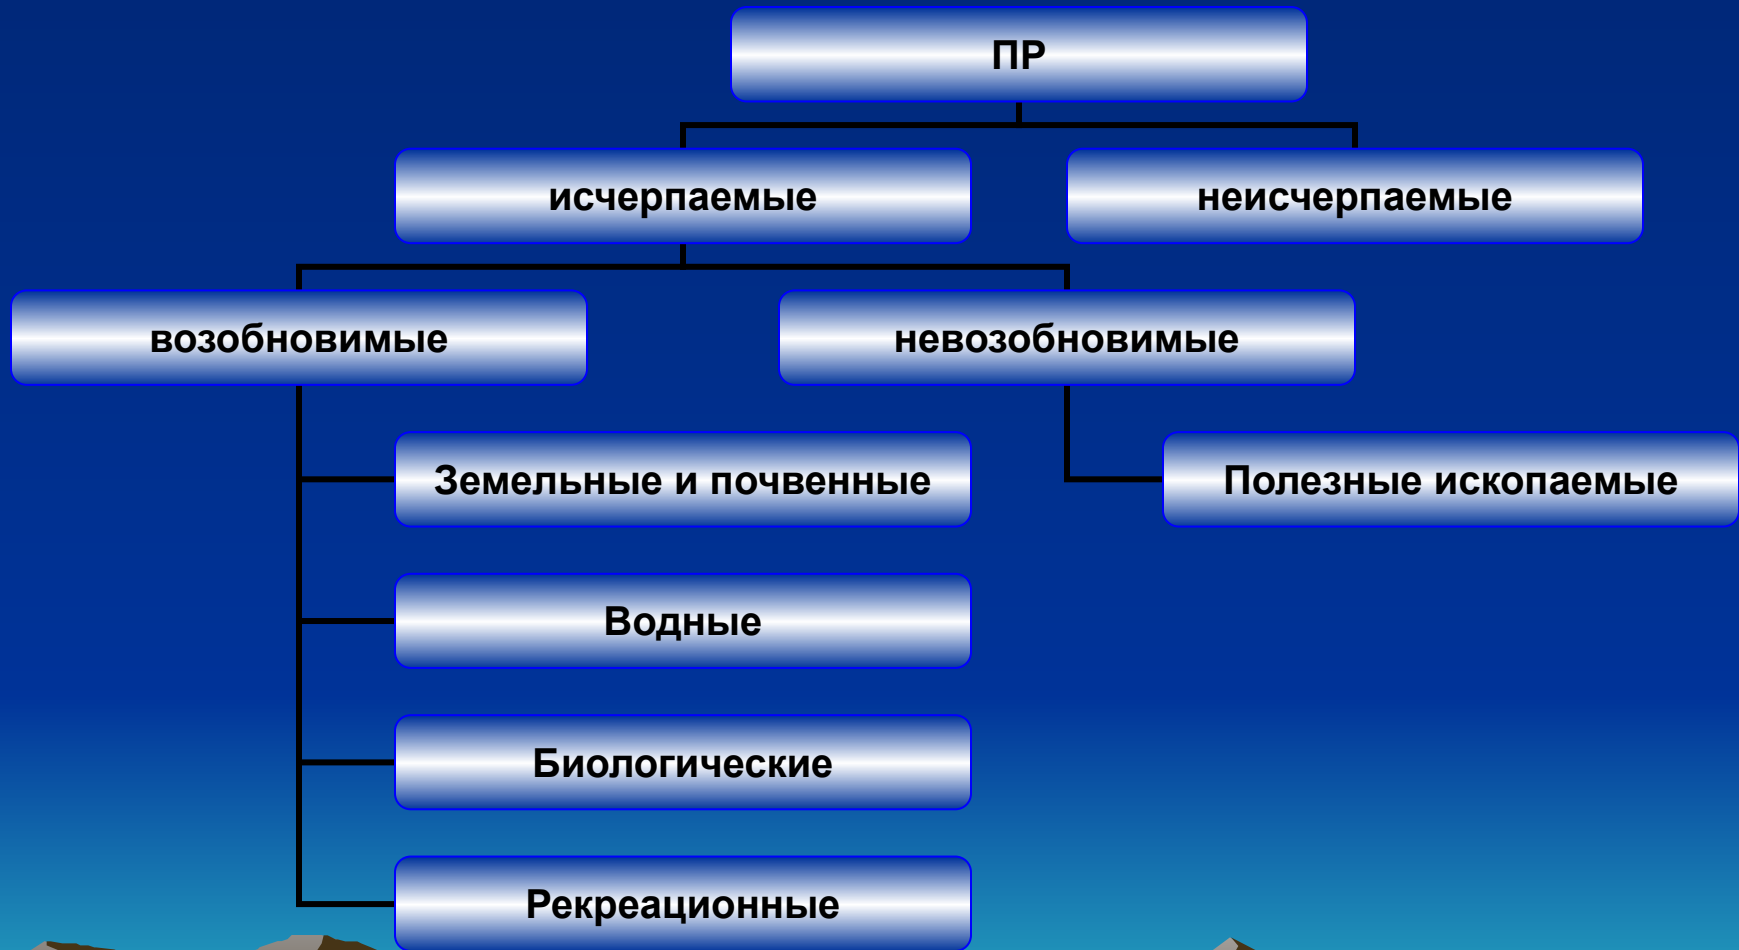 ПР
исчерпаемые
неисчерпаемые
возобновимые
невозобновимые
Земельные и почвенные
Полезные ископаемые
Водные
Биологические
Рекреационные